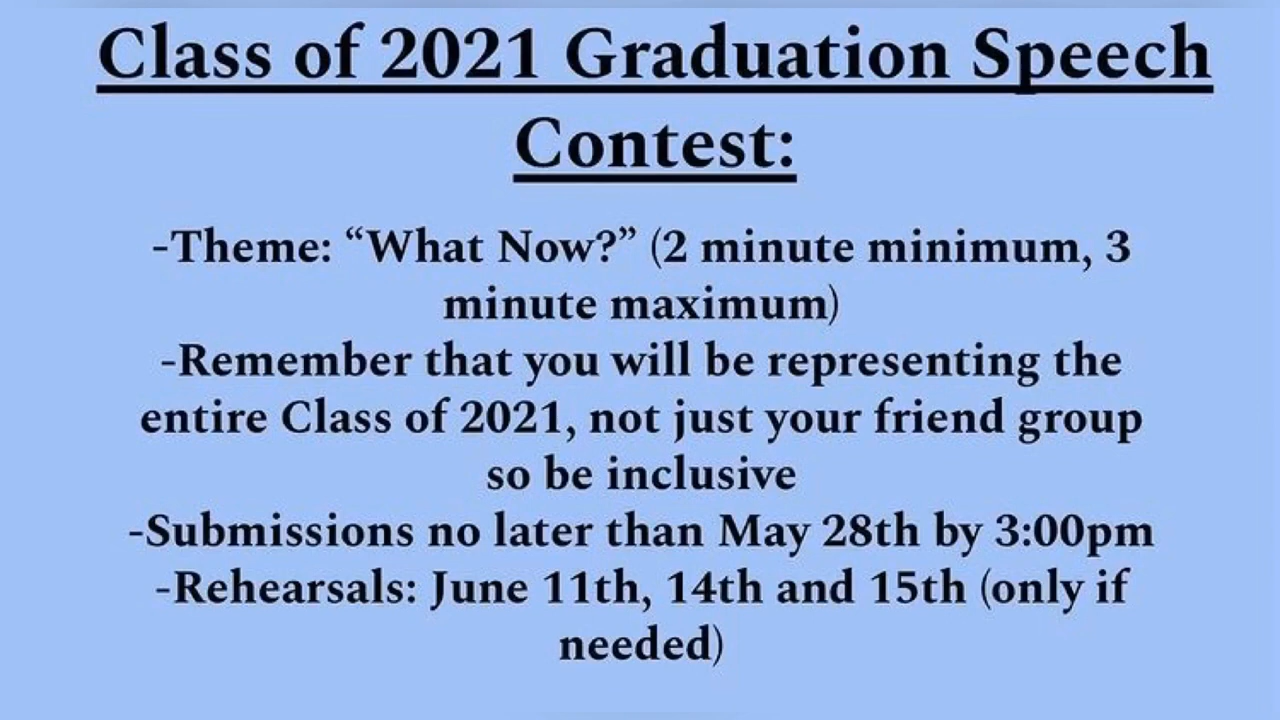 Class of 2021 Graduation Speech
Contest:
-Theme: “What Now?” (2 minute minimum, 3
minute maximum)
-Remember that you will be representing the
entire Class of 2021, not just your friend group
so be inclusive
-Submissions no later than May 28th by 3:00pm
-Rehearsals: June 11th, 14th and 15th (only if
needed)